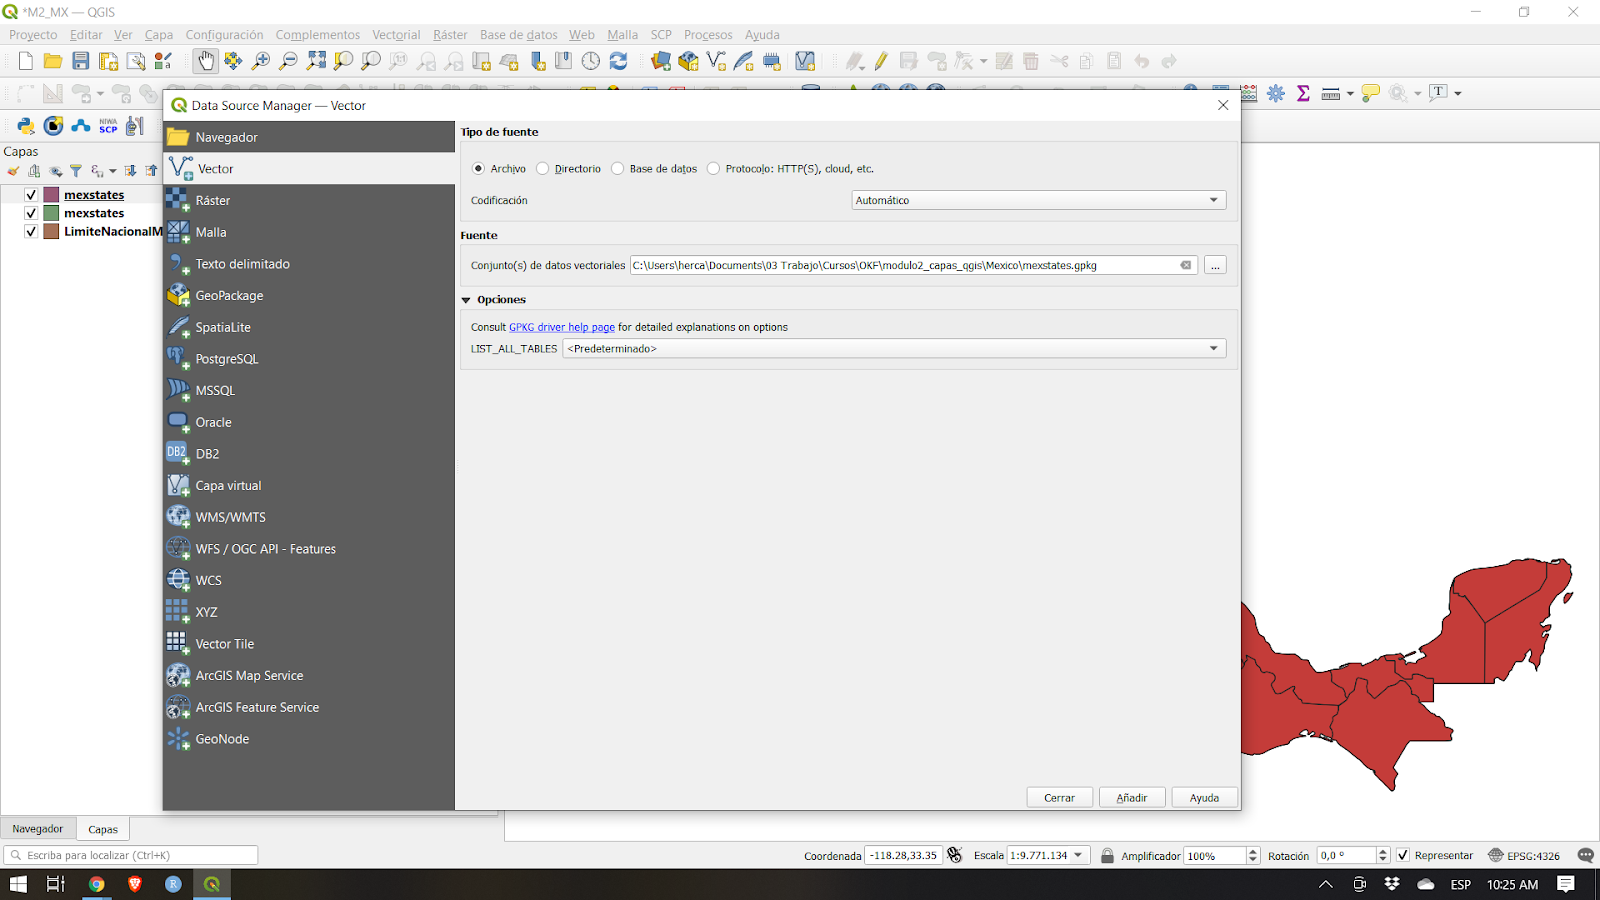 *M2_MX — QGIS
Proyecto Editar Ver Capa Configuración Complementos Vectorial Ráster Base de datos Web Malla SCP Procesos Ayuda
Data Source Manager — Vector
NIWA
SCP
Capas
mexstates
mexstates
LimiteNacionalM
Navegador
Vector
Ráster
Malla
Texto delimitado
GeoPackage
SpatiaLite
PostgreSQL
MSSQL
Oracle
DB2 DB2
Capa virtual
WMS/WMTS
WFS / OGC API - Features
WCS
XYZ
Vector Tile
ArcGIS Map Service
ArcGIS Feature Service
GeoNode
Tipo de fuente
Archivo Directorio Base de datos Protocolo: HTTP(S), cloud, etc.
Codificación Automático
Fuente
Conjunto(s) de datos vectoriales C:\Users\herca\Documents\03 Trabajo\Cursos\OKF\modulo2_capas_qgis\Mexico\mexstates.gpkg ...
Opciones
Consult GPKG driver help page for detailed explanations on options
LIST_ALL_TABLES <Predeterminado>
Cerrar Añadir Ayuda
Navegador Capas
Escriba para localizar (Ctrl+K) Coordenada -118.28,33.35 Escala 1:9.771.134 Amplificador 100% Rotación 0,0 ° Representar EPSG:4326
ESP 10:25 AM